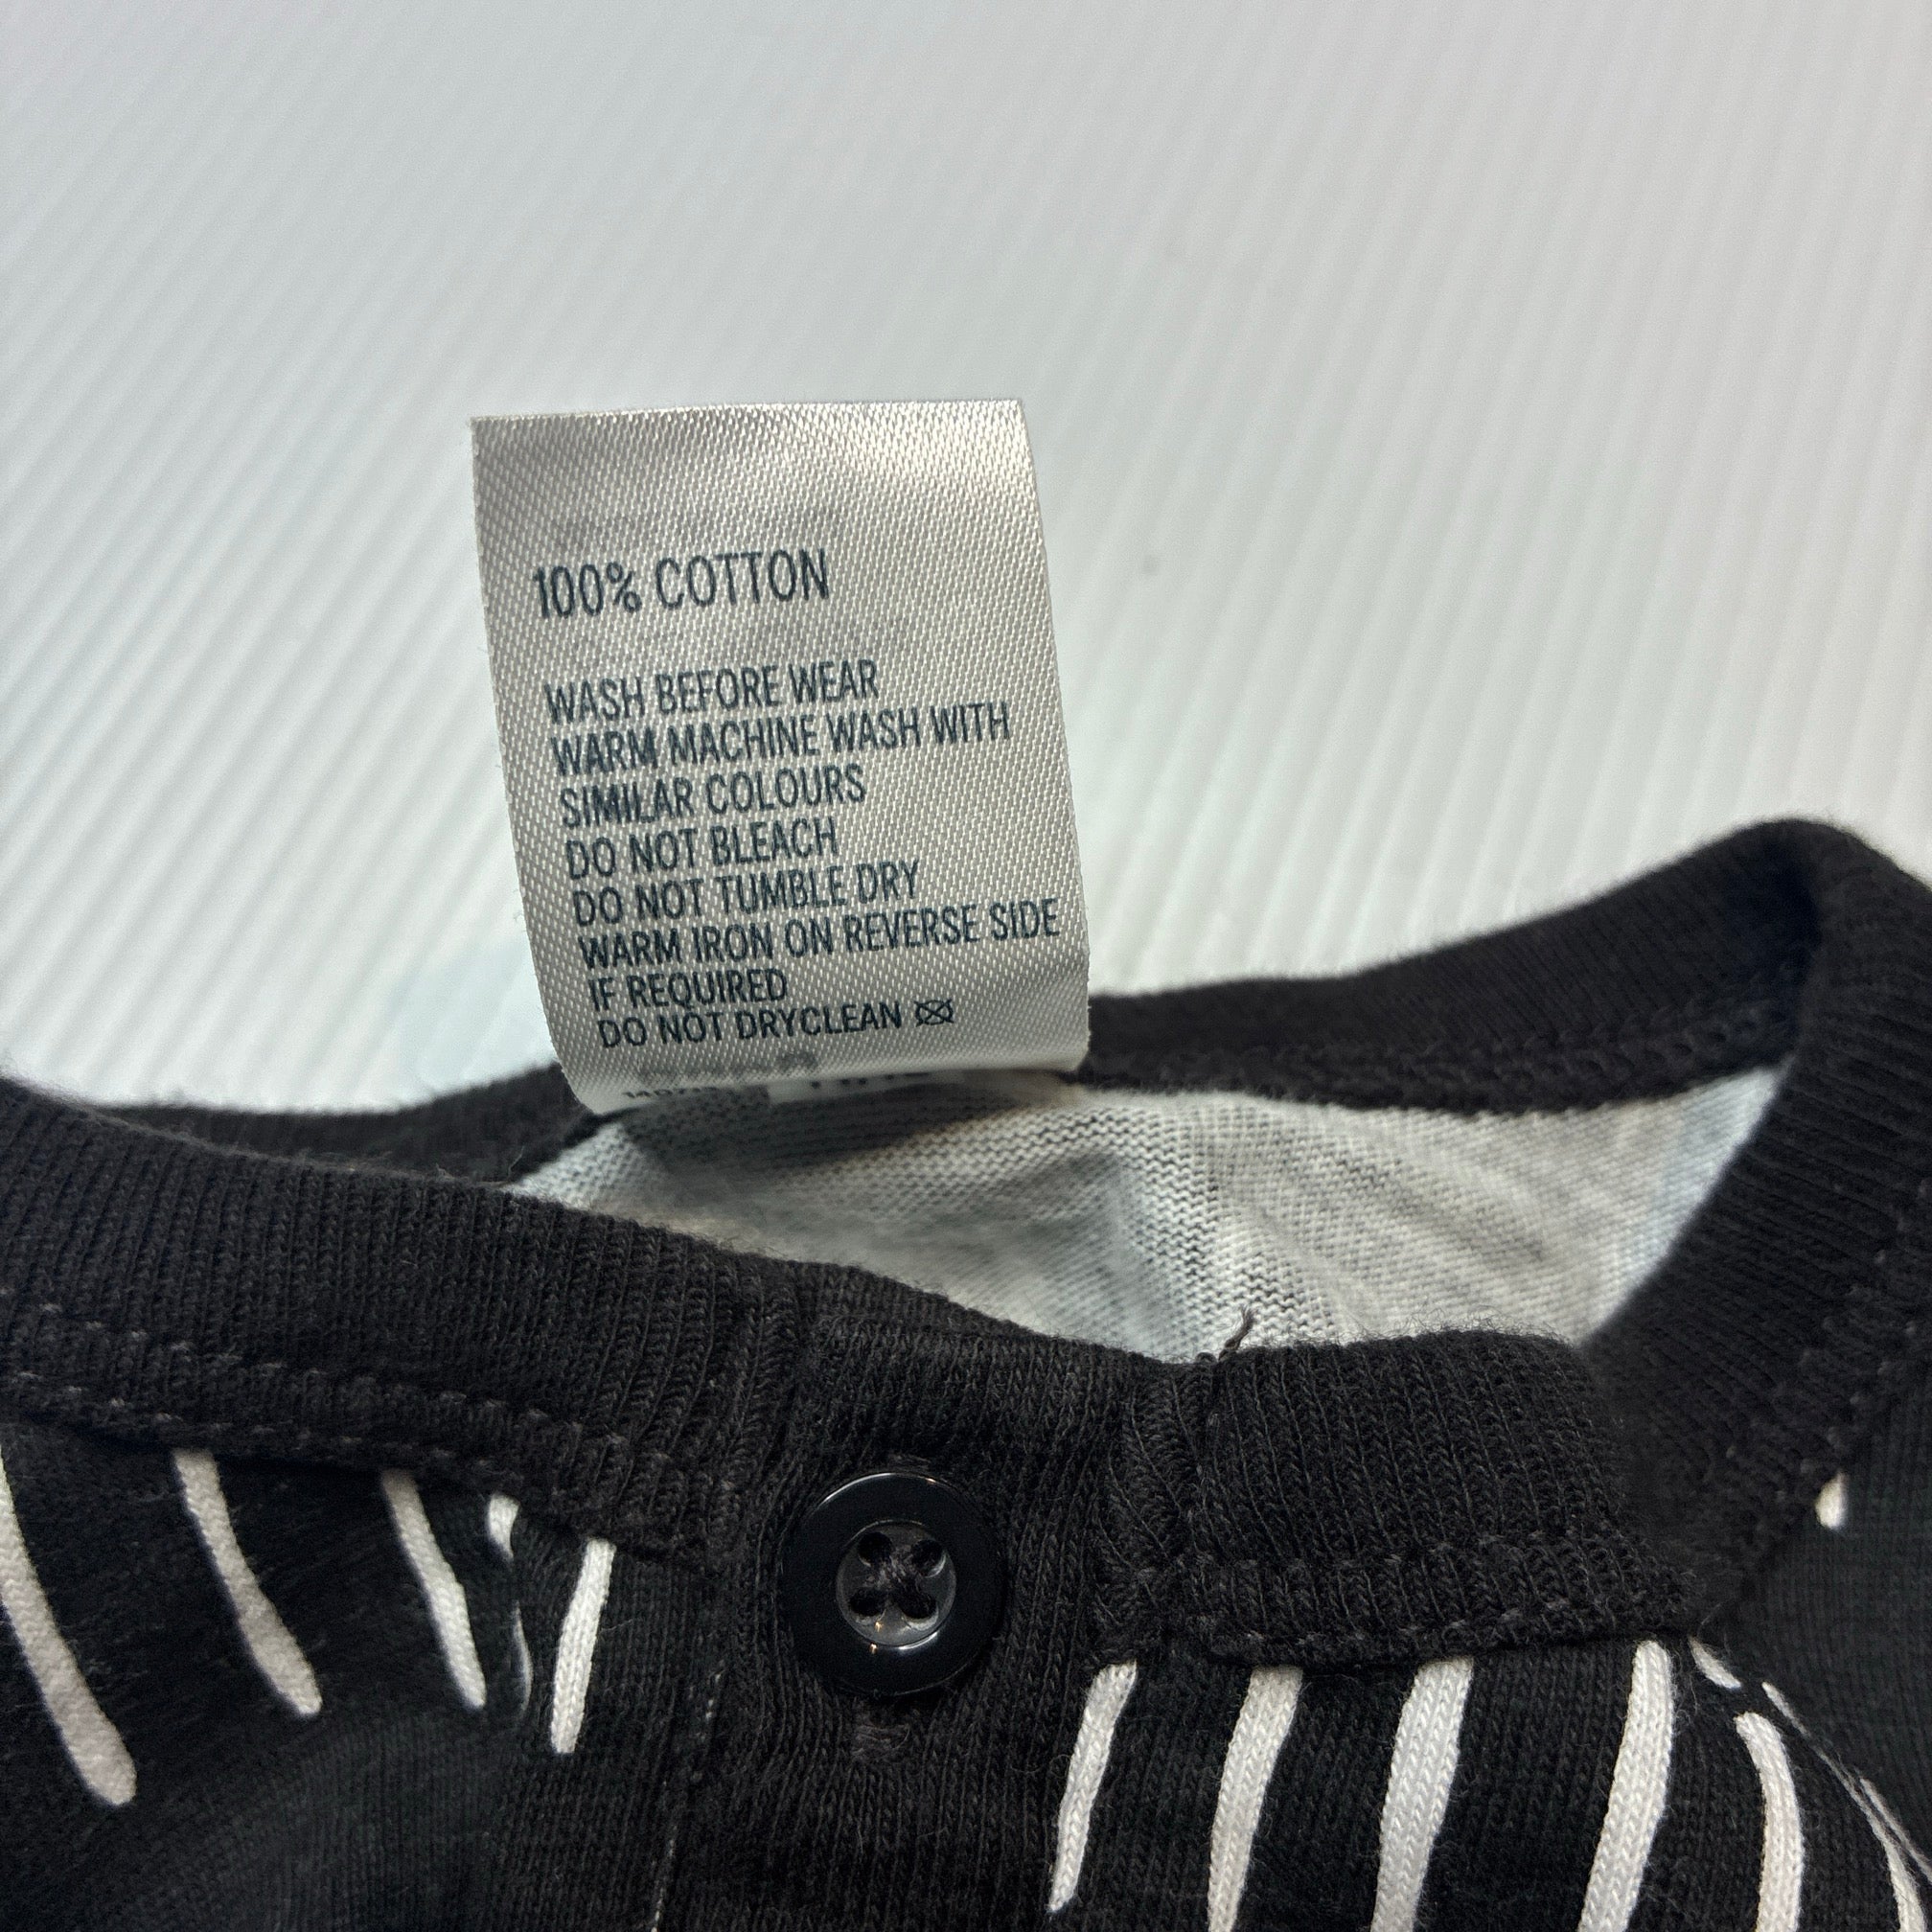 100% COTTON
WASH BEFORE WEAR
WARM MACHINE WASH WITH
SIMILAR COLOURS
DO NOT BLEACH
DO NOT TUMBLE DRY
WARM IRON ON REVERSE SIDE
IF REQUIRED
DO NOT DRYCLEAN